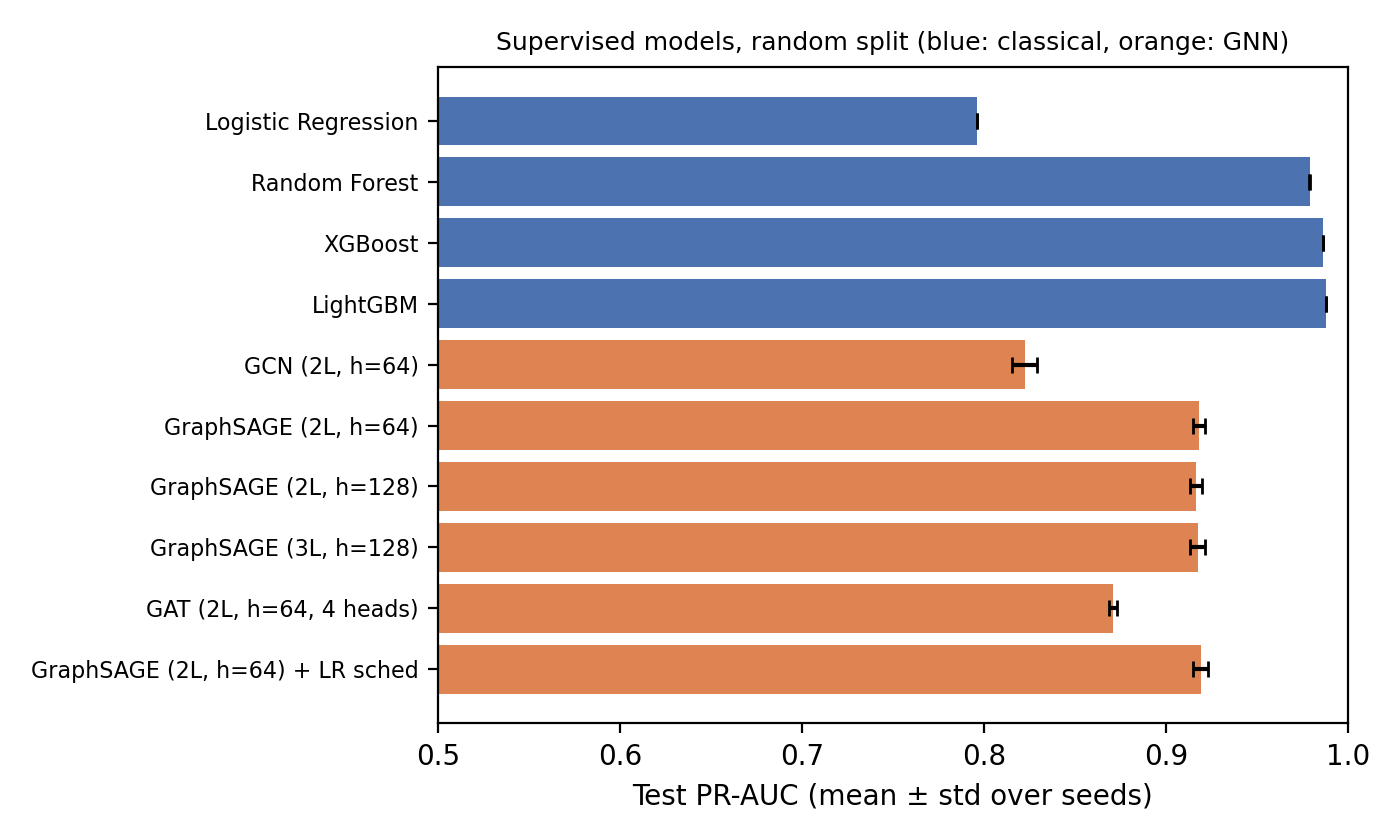 Supervised models, random split (blue: classical, orange: GNN)
Logistic Regression
Random Forest
XGBoost
LightGBM
GCN (2L, h=64)
GraphSAGE (2L, h=64)
GraphSAGE (2L, h=128)
GraphSAGE (3L, h=128)
GAT (2L, h=64, 4 heads)
GraphSAGE (2L, h=64) + LR sched
0.5 0.6 0.7 0.8 0.9 1.0
Test PR-AUC (mean ± std over seeds)